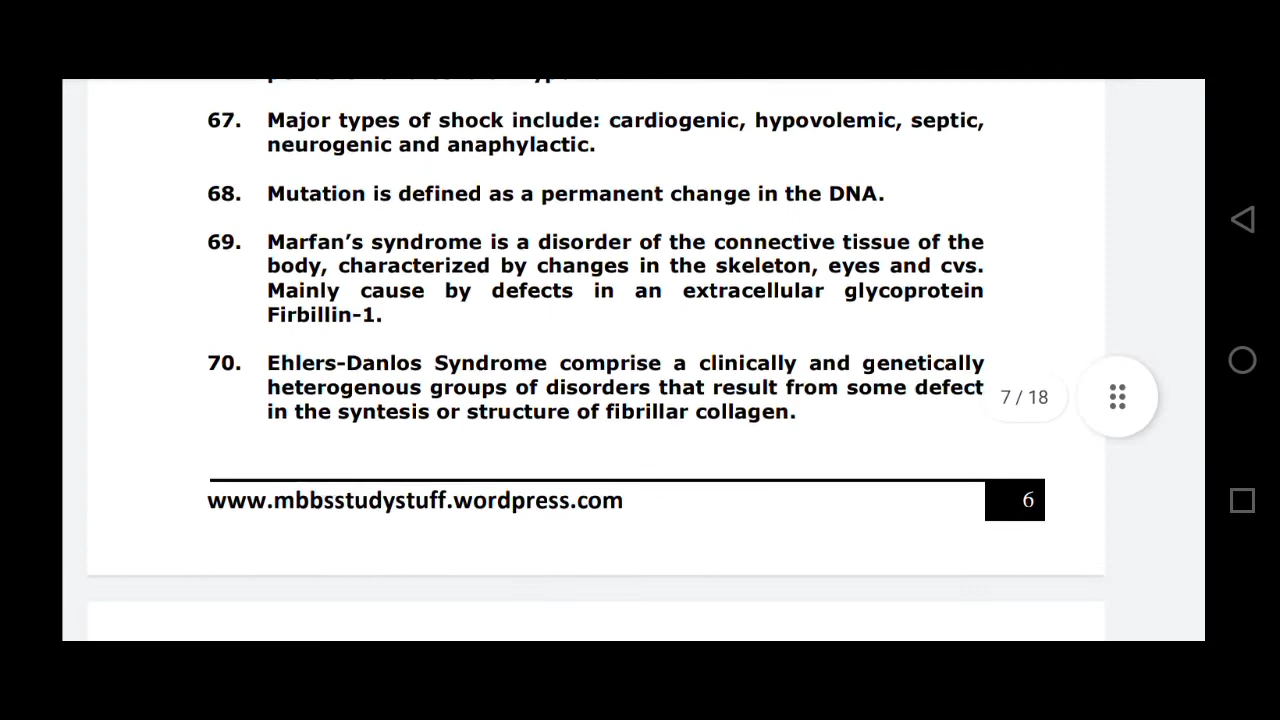 67. Major types of shock include: cardiogenic, hypovolemic, septic,
neurogenic and anaphylactic.
68. Mutation is defined as a permanent change in the DNA.
69. Marfan’s syndrome is a disorder of the connective tissue of the
body, characterized by changes in the skeleton, eyes and cvs.
Mainly cause by defects in an extracellular glycoprotein
Firbillin-1.
70. Ehlers-Danlos Syndrome comprise a clinically and genetically
heterogenous groups of disorders that result from some defect
in the syntesis or structure of fibrillar collagen.
7 / 18
www.mbbsstudystuff.wordpress.com
6